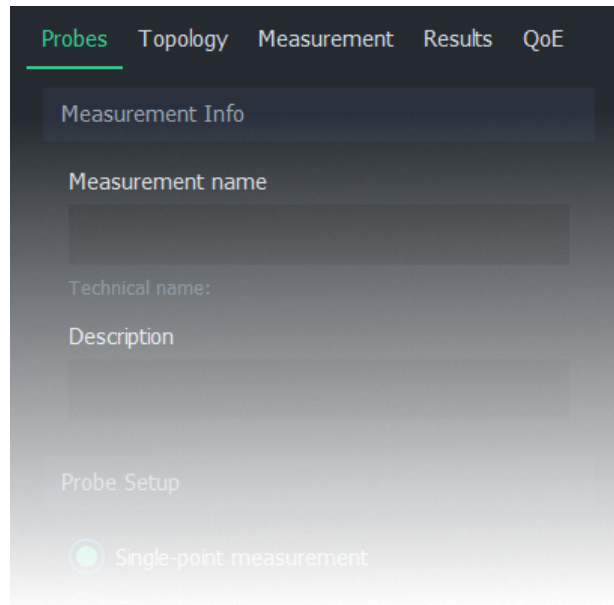 Probes Topology Measurement Results QoE
Measurement Info
Measurement name
Technical name:
Description
Probe Setup
Single-point measurement